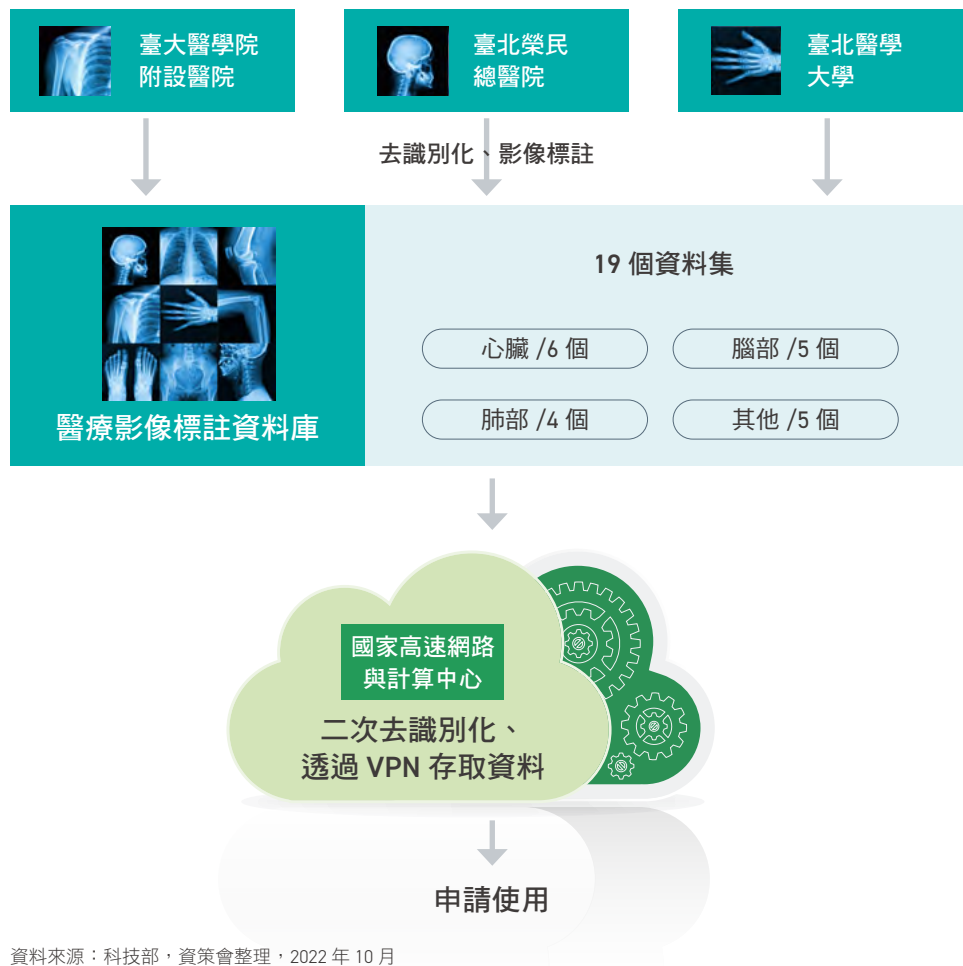 臺大醫學院
附設醫院
臺北榮民
總醫院
臺北醫學
大學
去識別化、影像標註
醫療影像標註資料庫
19 個資料集
心臟 /6 個
腦部 /5 個
肺部 /4 個
其他 /5 個
國家高速網路
與計算中心
二次去識別化、
透過 VPN 存取資料
申請使用
資料來源：科技部，資策會整理，2022 年 10 月